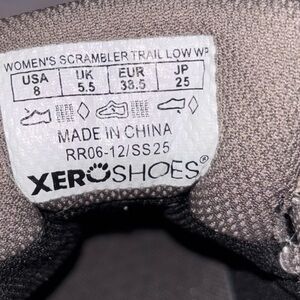 WOMEN'S SCRAMBLER TRAIL LOW WP
USA UK EUR JP
8 5.5 38.5 25
MADE IN CHINA
RR06-12/SS25
XEROSHOES®